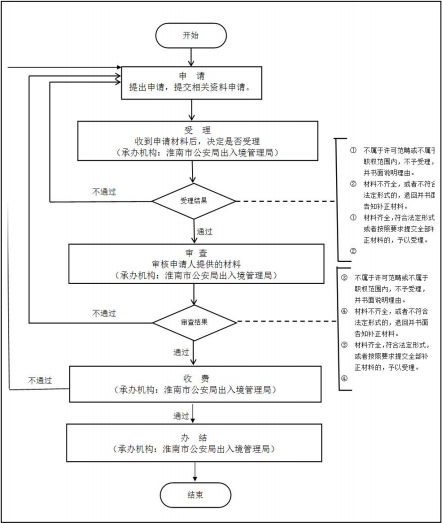 开始
申 请
提出申请，提交相关资料申请。
受 理
收到申请材料后，决定是否受理
（承办机构：淮南市公安局出入境管理局）
不通过
受理结果
① 不属于许可范畴或不属于
职权范围内，不予受理，
并书面说明理由。
② 材料不齐全，或者不符合
法定形式的，退回并书面
告知补正材料。
① 材料齐全，符合法定形式
或者按照要求提交全部补
正材料的，予以受理。
②
通过
审 查
审核申请人提供的材料
（承办机构：淮南市公安局出入境管理局）
不通过
审查结果
③ 不属于许可范畴或不属于
职权范围内，不予受理，
并书面说明理由。
④ 材料不齐全，或者不符合
法定形式的，退回并书面
告知补正材料。
③ 材料齐全，符合法定形式，
或者按照要求提交全部补
正材料的，予以受理。
④
通过
不通过
收 费
（承办机构：淮南市公安局出入境管理局）
通过
办 结
（承办机构：淮南市公安局出入境管理局）
结束